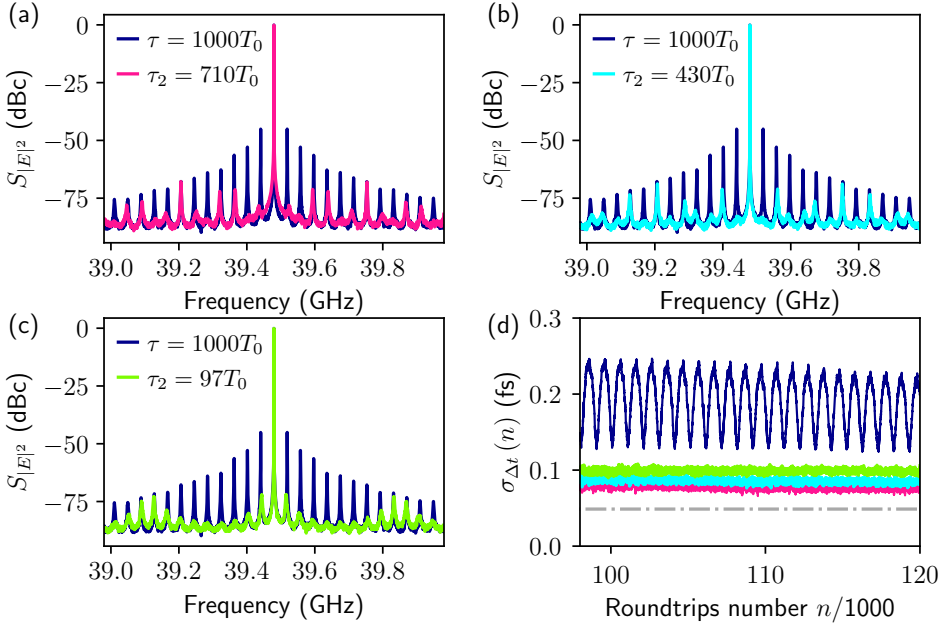 (a)
0
−25
−50
−75
S|E|² (dBc)
τ = 1000T₀
τ₂ = 710T₀
39.0 39.2 39.4 39.6 39.8
Frequency (GHz)
(b)
0
−25
−50
−75
S|E|² (dBc)
τ = 1000T₀
τ₂ = 430T₀
39.0 39.2 39.4 39.6 39.8
Frequency (GHz)
(c)
0
−25
−50
−75
S|E|² (dBc)
τ = 1000T₀
τ₂ = 97T₀
39.0 39.2 39.4 39.6 39.8
Frequency (GHz)
(d)
0.3
0.2
0.1
0.0
σΔt (n) (fs)
100 110 120
Roundtrips number n/1000